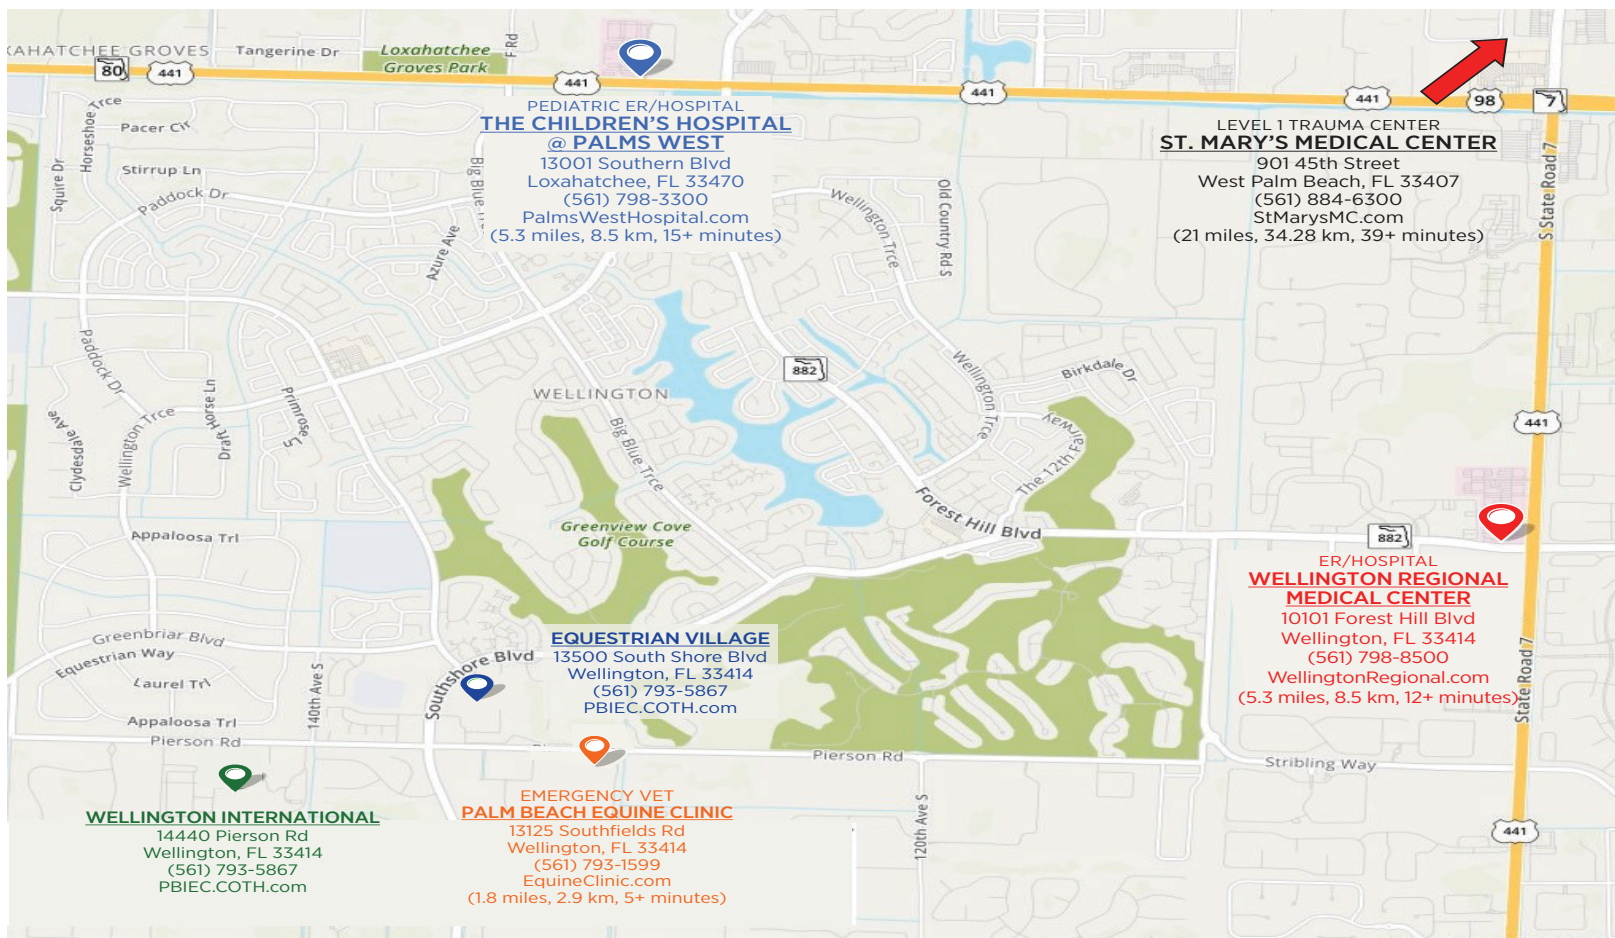 XAHATCHEE GROVES
Tangerine Dr
Loxahatchee
Groves Park
F Rd
80
441
441
441
441
98
7
PEDIATRIC ER/HOSPITAL
THE CHILDREN'S HOSPITAL
@ PALMS WEST
13001 Southern Blvd
Loxahatchee, FL 33470
(561) 798-3300
PalmsWestHospital.com
(5.3 miles, 8.5 km, 15+ minutes)
LEVEL 1 TRAUMA CENTER
ST. MARY'S MEDICAL CENTER
901 45th Street
West Palm Beach, FL 33407
(561) 884-6300
StMarysMC.com
(21 miles, 34.28 km, 39+ minutes)
Horseshoe Trce
Pacer Cir
Squire Dr
Stirrup Ln
Paddock Dr
Big Blue
Azure Ave
Wellington Trce
Old Country Rd S
S State Road 7
Paddock Dr
882
WELLINGTON
Wellington Trce
Birkdale Dr
Clydesdale Ave
Wellington Trce
Draft Horse Ln
Primrose Ln
Big Blue Trce
The 12th Fairway
441
Forest Hill Blvd
Appaloosa Trl
Greenview Cove
Golf Course
882
ER/HOSPITAL
WELLINGTON REGIONAL
MEDICAL CENTER
10101 Forest Hill Blvd
Wellington, FL 33414
(561) 798-8500
WellingtonRegional.com
(5.3 miles, 8.5 km, 12+ minutes)
State Road 7
Greenbriar Blvd
Equestrian Way
Laurel Trl
140th Ave S
Southshore Blvd
EQUESTRIAN VILLAGE
13500 South Shore Blvd
Wellington, FL 33414
(561) 793-5867
PBIEC.COTH.com
Appaloosa Trl
Pierson Rd
Pierson Rd
Stribling Way
WELLINGTON INTERNATIONAL
14440 Pierson Rd
Wellington, FL 33414
(561) 793-5867
PBIEC.COTH.com
EMERGENCY VET
PALM BEACH EQUINE CLINIC
13125 Southfields Rd
Wellington, FL 33414
(561) 793-1599
EquineClinic.com
(1.8 miles, 2.9 km, 5+ minutes)
120th Ave S
441